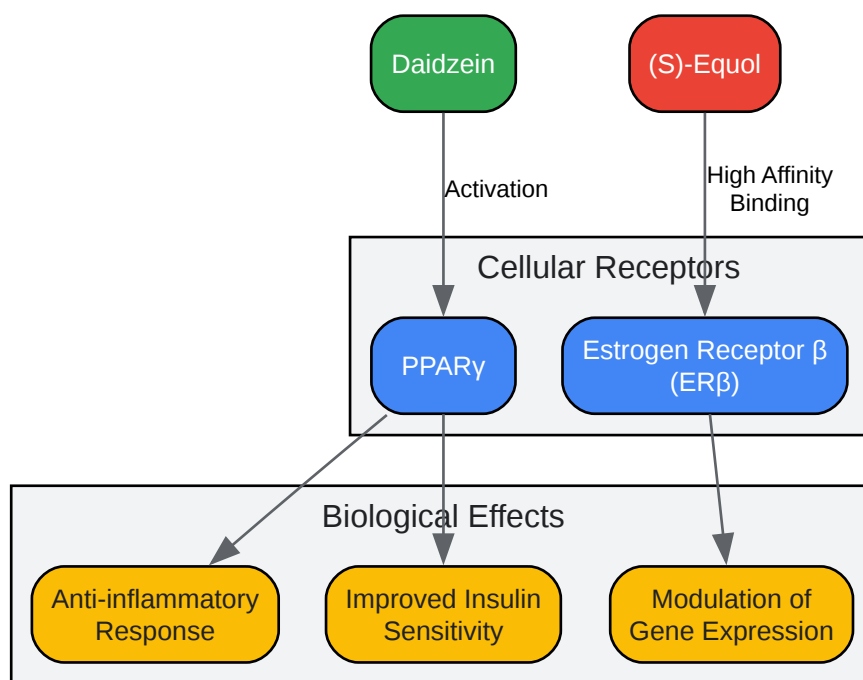 Daidzein
(S)-Equol
Activation
High Affinity
Binding
Cellular Receptors
PPARγ
Estrogen Receptor β
(ERβ)
Biological Effects
Anti-inflammatory
Response
Improved Insulin
Sensitivity
Modulation of
Gene Expression